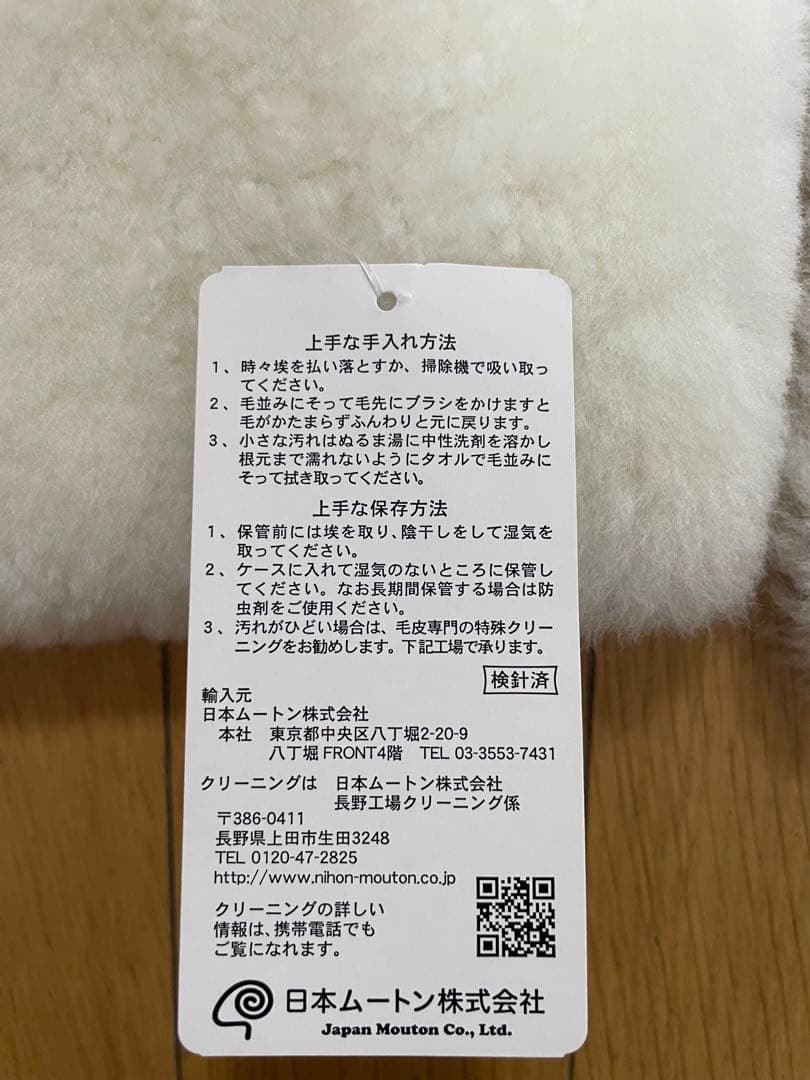 上手な手入れ方法
1、時々埃を払い落とすか、掃除機で吸い取っ
てください。
2、毛並みにそって毛先にブラシをかけますと
毛がかたまらずふんわりと元に戻ります。
3、小さな汚れはぬるま湯に中性洗剤を溶かし
根元まで濡れないようにタオルで毛並みに
そって拭き取ってください。
上手な保存方法
1、保管前には埃を取り、陰干しをして湿気を
取ってください。
2、ケースに入れて湿気のないところに保管し
てください。なお長期間保管する場合は防
虫剤をご使用ください。
3、汚れがひどい場合は、毛皮専門の特殊クリー
ニングをお勧めします。下記工場で承ります。
検針済
輸入元
日本ムートン株式会社
本社 東京都中央区八丁堀2-20-9
八丁堀FRONT4階 TEL 03-3553-7431
クリーニングは 日本ムートン株式会社
長野工場クリーニング係
〒386-0411
長野県上田市生田3248
TEL 0120-47-2825
http://www.nihon-mouton.co.jp
クリーニングの詳しい
情報は、携帯電話でも
ご覧になれます。
日本ムートン株式会社
Japan Mouton Co., Ltd.